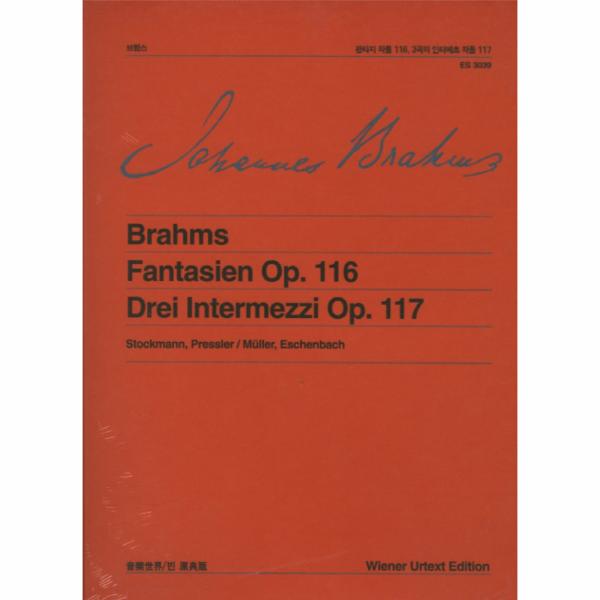 브람스
판타지 작품 116, 3곡의 인터메초 작품 117
ES 3039
Johannes Brahms
Brahms
Fantasien Op. 116
Drei Intermezzi Op. 117
Stockmann, Pressler / Müller, Eschenbach
音樂世界/빈 原典版
Wiener Urtext Edition